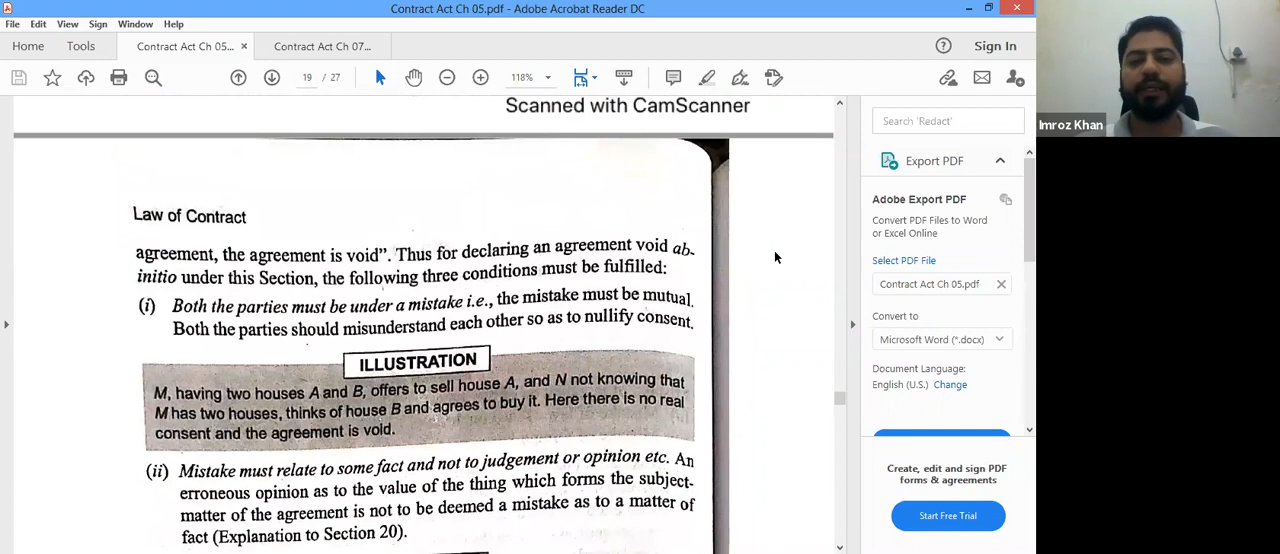 Contract Act Ch 05.pdf - Adobe Acrobat Reader DC
File Edit View Sign Window Help
Home Tools Contract Act Ch 05... × Contract Act Ch 07... Sign In
19 / 27 118%
Scanned with CamScanner
Law of Contract
agreement, the agreement is void”. Thus for declaring an agreement void ab-
initio under this Section, the following three conditions must be fulfilled:
(i) Both the parties must be under a mistake i.e., the mistake must be mutual.
Both the parties should misunderstand each other so as to nullify consent.
ILLUSTRATION
M, having two houses A and B, offers to sell house A, and N not knowing that
M has two houses, thinks of house B and agrees to buy it. Here there is no real
consent and the agreement is void.
(ii) Mistake must relate to some fact and not to judgement or opinion etc. An
erroneous opinion as to the value of the thing which forms the subject-
matter of the agreement is not to be deemed a mistake as to a matter of
fact (Explanation to Section 20).
Search 'Redact'
Export PDF
Adobe Export PDF
Convert PDF Files to Word
or Excel Online
Select PDF File
Contract Act Ch 05.pdf
Convert to
Microsoft Word (*.docx)
Document Language:
English (U.S.) Change
Create, edit and sign PDF
forms & agreements
Start Free Trial
Imroz Khan